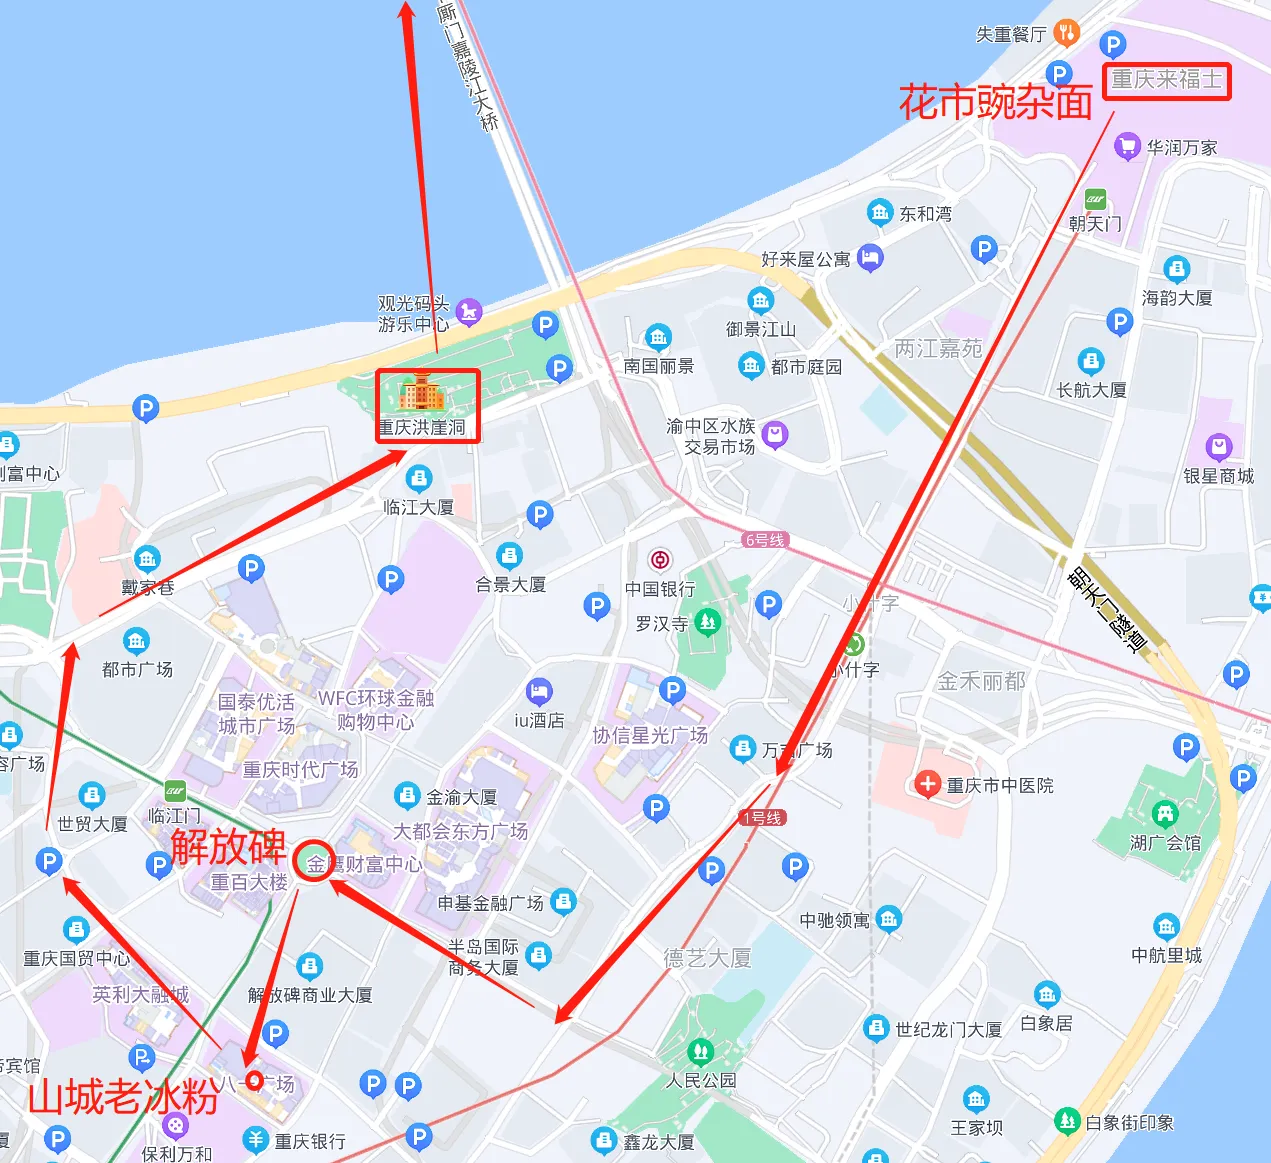 厮门嘉陵江大桥
失重餐厅
重庆来福士
花市豌杂面
华润万家
朝天门
东和湾
好来屋公寓
海韵大厦
观光码头
游乐中心
御景江山
南国丽景
都市庭园
两江嘉苑
长航大厦
重庆洪崖洞
渝中区水族
交易市场
银星商城
创富中心
临江大厦
6号线
戴家巷
合景大厦
中国银行
小什字
罗汉寺
朝天门隧道
小什字
都市广场
金禾丽都
国泰优活
城市广场
WFC环球金融
购物中心
iu酒店
协信星光广场
万吉广场
容广场
重庆时代广场
重庆市中医院
临江门
世贸大厦
金渝大厦
1号线
大都会东方广场
湖广会馆
解放碑
金鹰财富中心
重百大楼
申基金融广场
中驰领寓
半岛国际
商务大厦
重庆国贸中心
德艺大厦
中航里城
英利大融城
解放碑商业大厦
世纪龙门大厦
白象居
帝宾馆
八一广场
人民公园
山城老冰粉
王家坝
白象街印象
保利万和
重庆银行
鑫龙大厦
厦